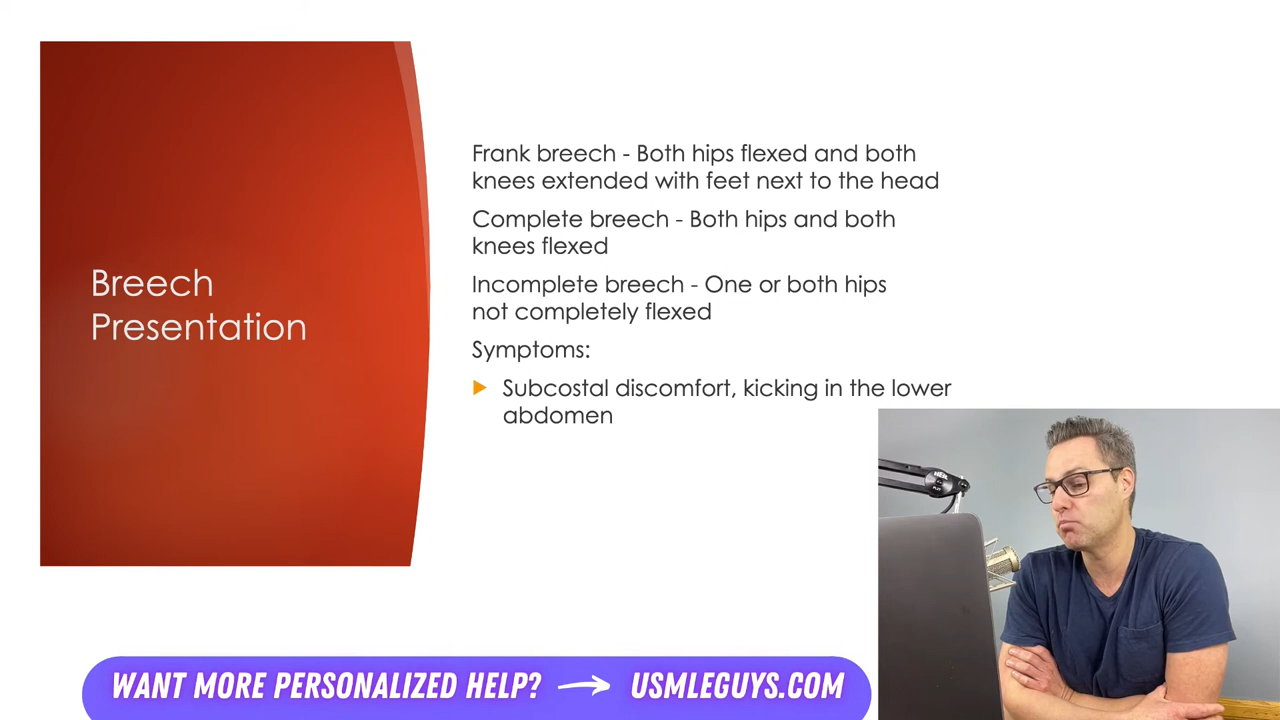 Breech
Presentation
Frank breech - Both hips flexed and both
knees extended with feet next to the head
Complete breech - Both hips and both
knees flexed
Incomplete breech - One or both hips
not completely flexed
Symptoms:
Subcostal discomfort, kicking in the lower
abdomen
WANT MORE PERSONALIZED HELP? → USMLEGUYS.COM